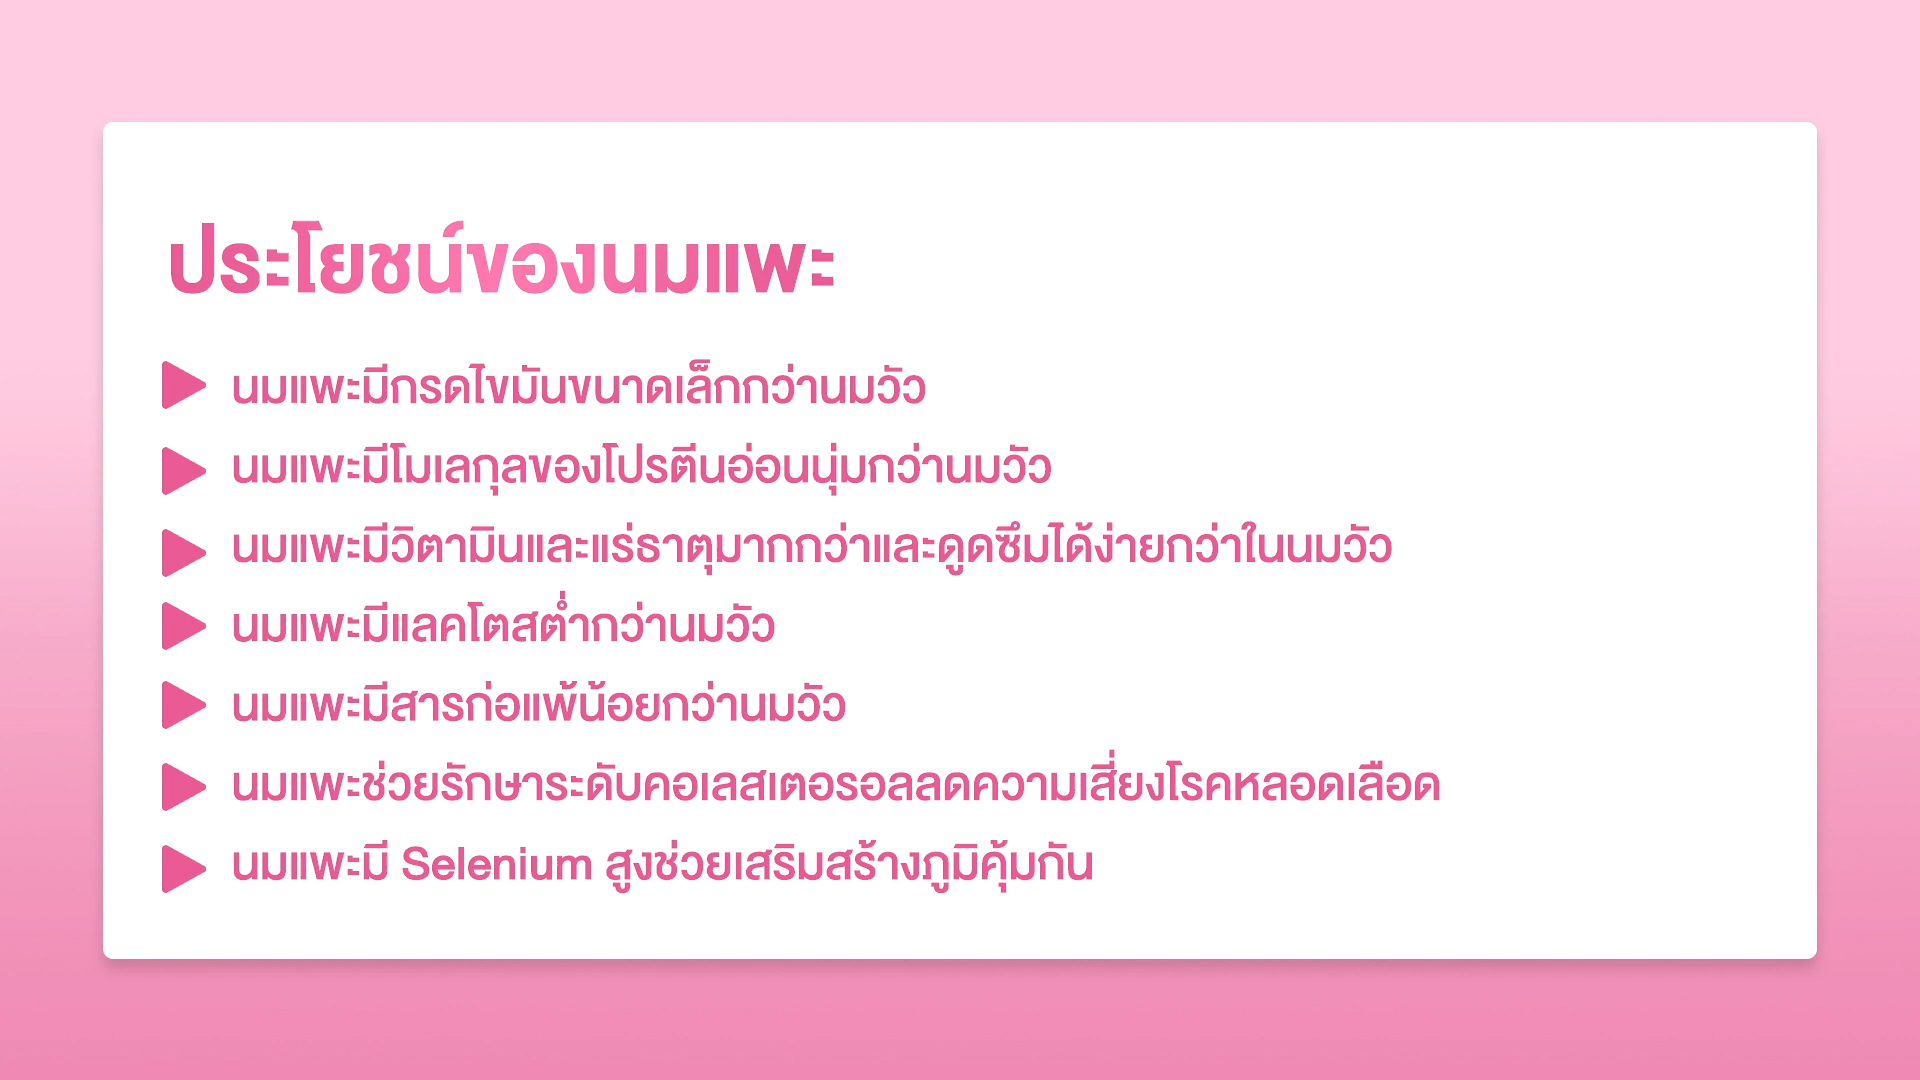 ประโยชน์ของนมแพะ
นมแพะมีกรดไขมันขนาดเล็กกว่านมวัว
นมแพะมีโมเลกุลของโปรตีนอ่อนนุ่มกว่านมวัว
นมแพะมีวิตามินและแร่ธาตุมากกว่าและดูดซึมได้ง่ายกว่าในนมวัว
นมแพะมีแลคโตสต่ำกว่านมวัว
นมแพะมีสารก่อแพ้น้อยกว่านมวัว
นมแพะช่วยรักษาระดับคอเลสเตอรอลลดความเสี่ยงโรคหลอดเลือด
นมแพะมี Selenium สูงช่วยเสริมสร้างภูมิคุ้มกัน